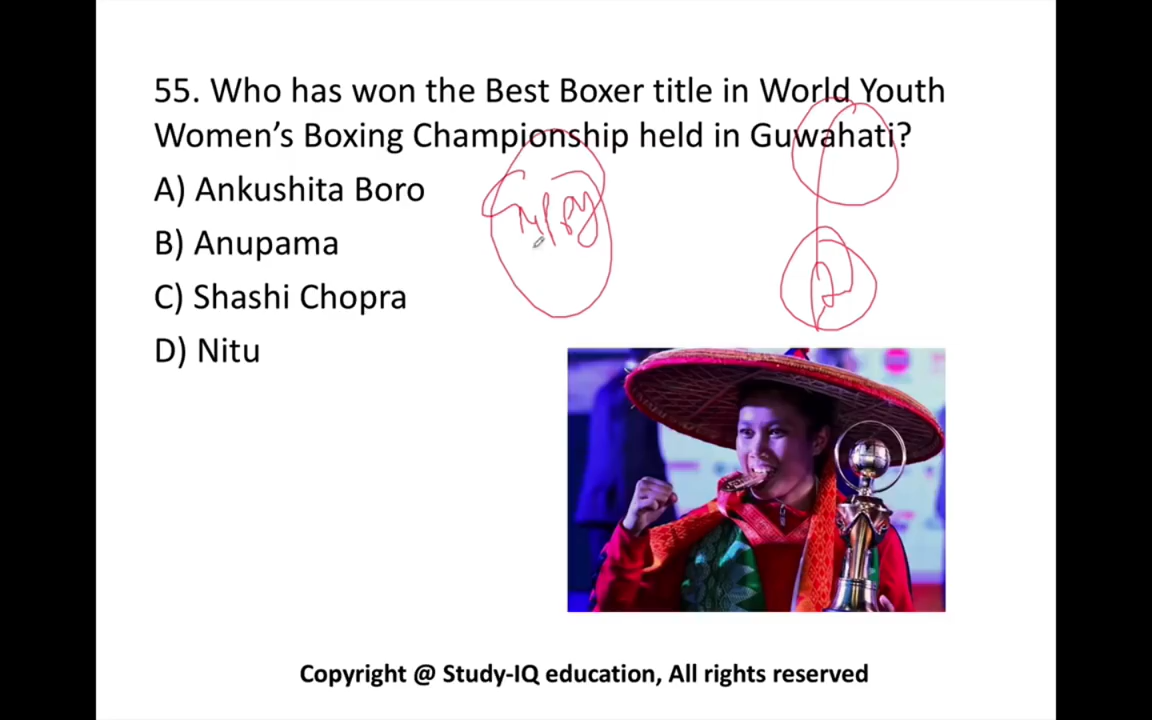 55. Who has won the Best Boxer title in World Youth
Women’s Boxing Championship held in Guwahati?
A) Ankushita Boro
B) Anupama
C) Shashi Chopra
D) Nitu
Copyright @ Study-IQ education, All rights reserved